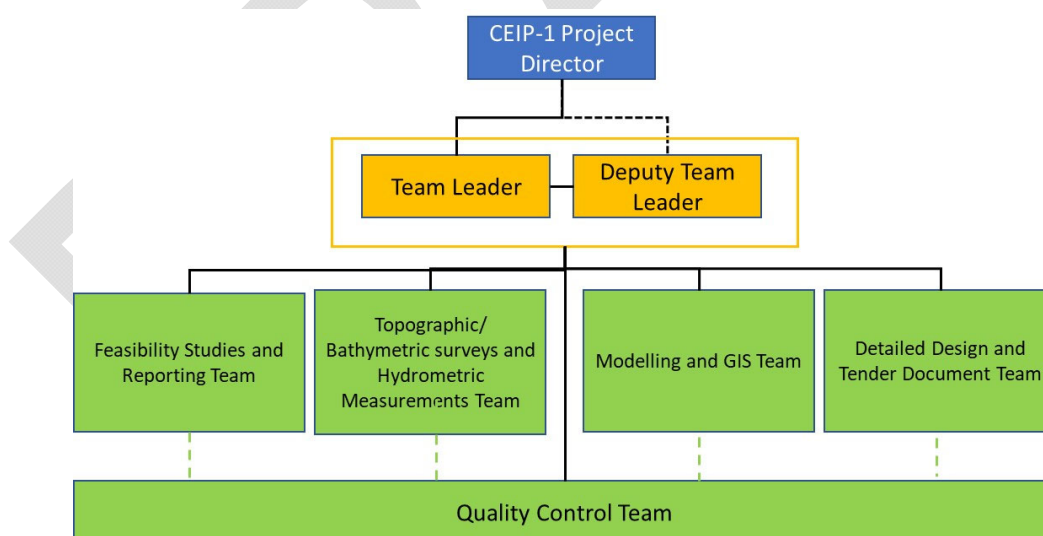 CEIP-1 Project
Director
Team Leader
Deputy Team
Leader
Feasibility Studies and
Reporting Team
Topographic/
Bathymetric surveys and
Hydrometric
Measurements Team
Modelling and GIS Team
Detailed Design and
Tender Document Team
Quality Control Team